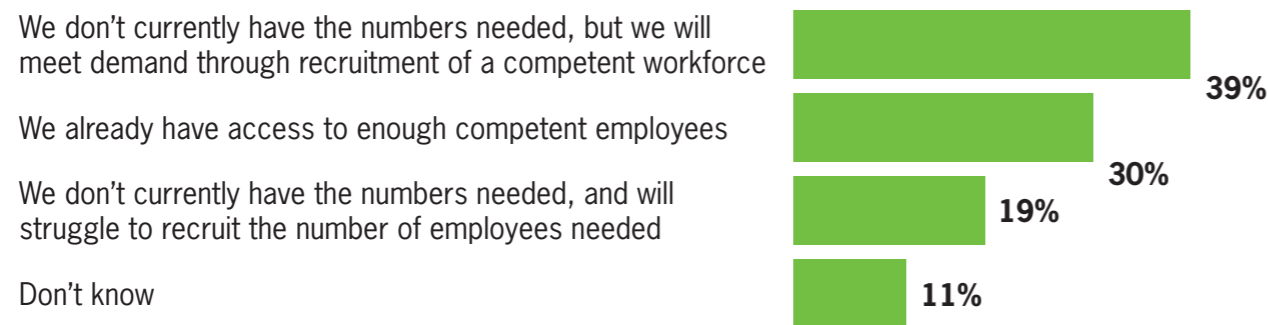 We don’t currently have the numbers needed, but we will
meet demand through recruitment of a competent workforce
39%
We already have access to enough competent employees
30%
We don’t currently have the numbers needed, and will
struggle to recruit the number of employees needed
19%
Don’t know
11%